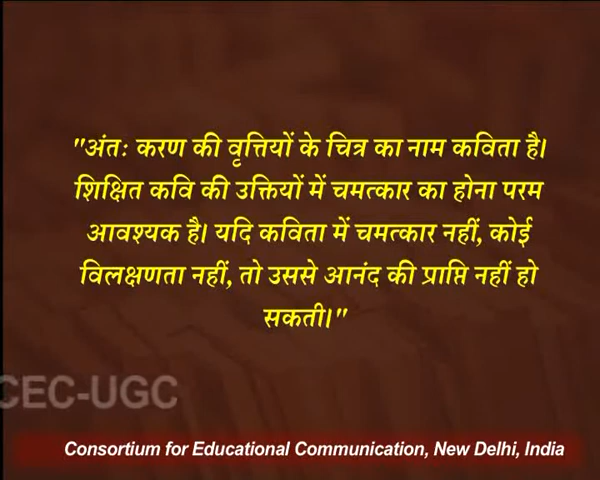 "अंतः करण की वृत्तियों के चित्र का नाम कविता है।
शिक्षित कवि की उक्तियों में चमत्कार का होना परम
आवश्यक है। यदि कविता में चमत्कार नहीं, कोई
विलक्षणता नहीं, तो उससे आनंद की प्राप्ति नहीं हो
सकती।"
CEC-UGC
Consortium for Educational Communication, New Delhi, India